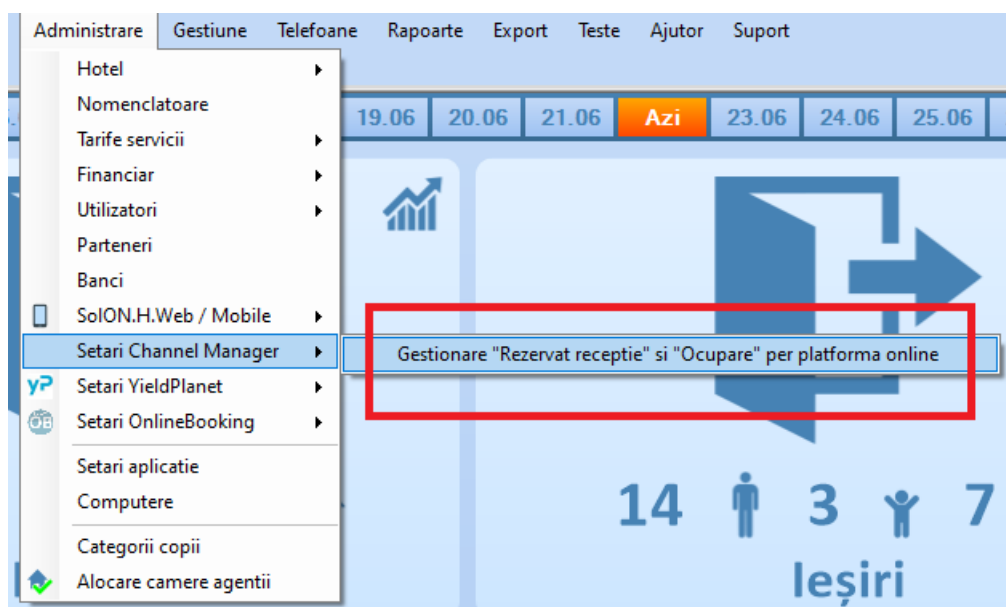 Administrare Gestiune Telefoane Rapoarte Export Teste Ajutor Suport
19.06 20.06 21.06 Azi 23.06 24.06 25.06
Hotel
Nomenclatoare
Tarife servicii
Financiar
Utilizatori
Parteneri
Banci
SolON.H.Web / Mobile
Setari Channel Manager
Gestionare "Rezervat receptie" si "Ocupare" per platforma online
yP Setari YieldPlanet
OB Setari OnlineBooking
Setari aplicatie
Computere
Categorii copii
Alocare camere agentii
14 3 7
Ieșiri